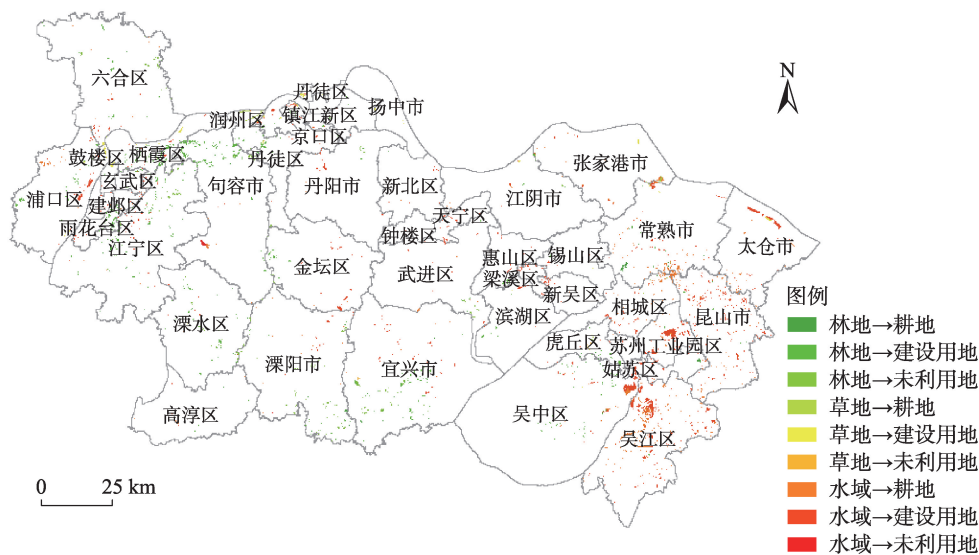 六合区
N
丹徒区
扬中市
润州区
镇江新区
京口区
鼓楼区
栖霞区
丹徒区
张家港市
玄武区
句容市
丹阳市
新北区
江阴市
浦口区
建邺区
天宁区
雨花台区
钟楼区
常熟市
太仓市
江宁区
惠山区
锡山区
金坛区
武进区
梁溪区
新吴区
图例
溧水区
滨湖区
相城区
昆山市
林地→耕地
虎丘区
苏州工业园区
林地→建设用地
溧阳市
宜兴市
姑苏区
林地→未利用地
高淳区
吴中区
草地→耕地
吴江区
草地→建设用地
草地→未利用地
水域→耕地
水域→建设用地
水域→未利用地
0 25 km